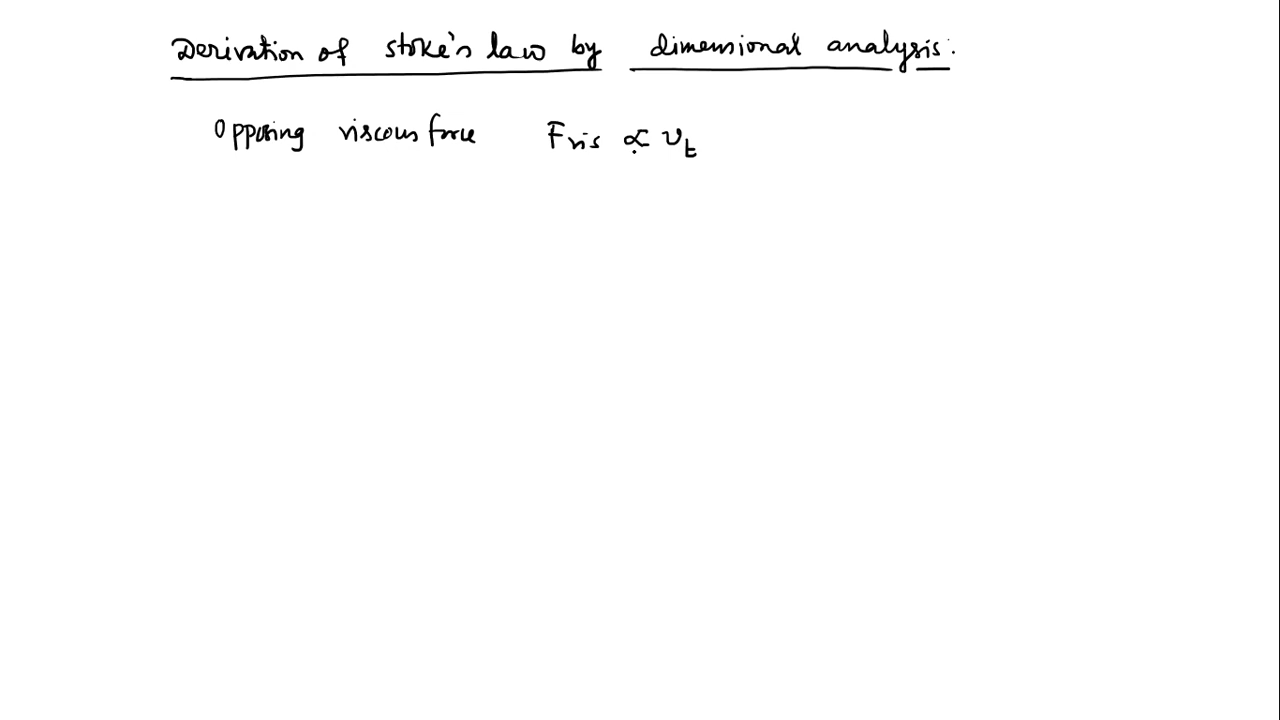 Derivation of stoke's law by dimensional analysis.
Opposing viscous force Fvis ∝ vt